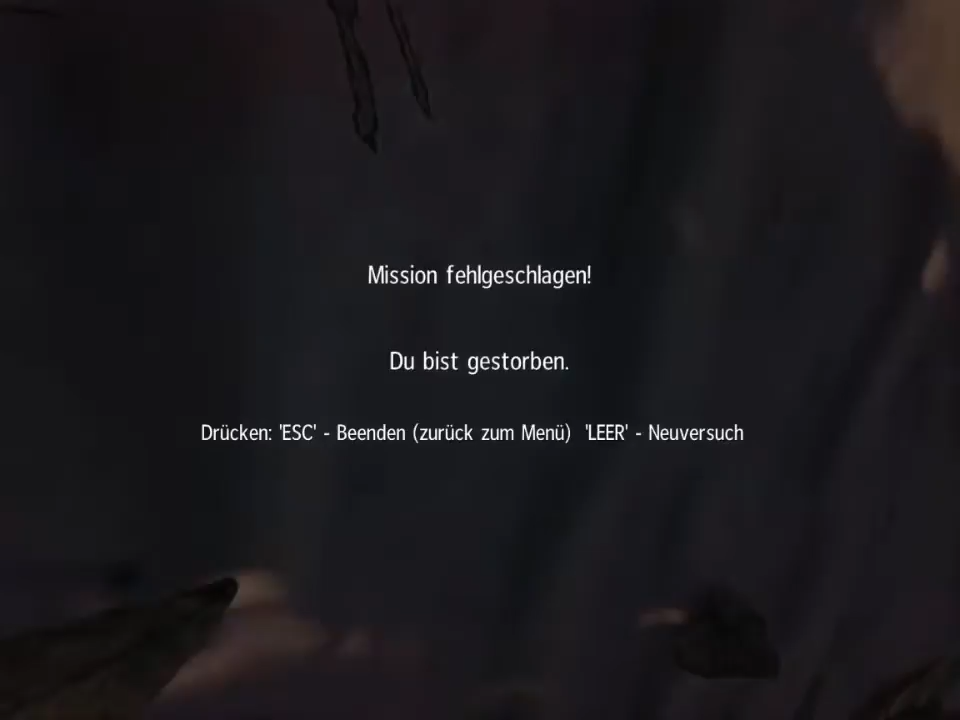 Mission fehlgeschlagen!
Du bist gestorben.
Drücken: 'ESC' - Beenden (zurück zum Menü)  'LEER' - Neuversuch